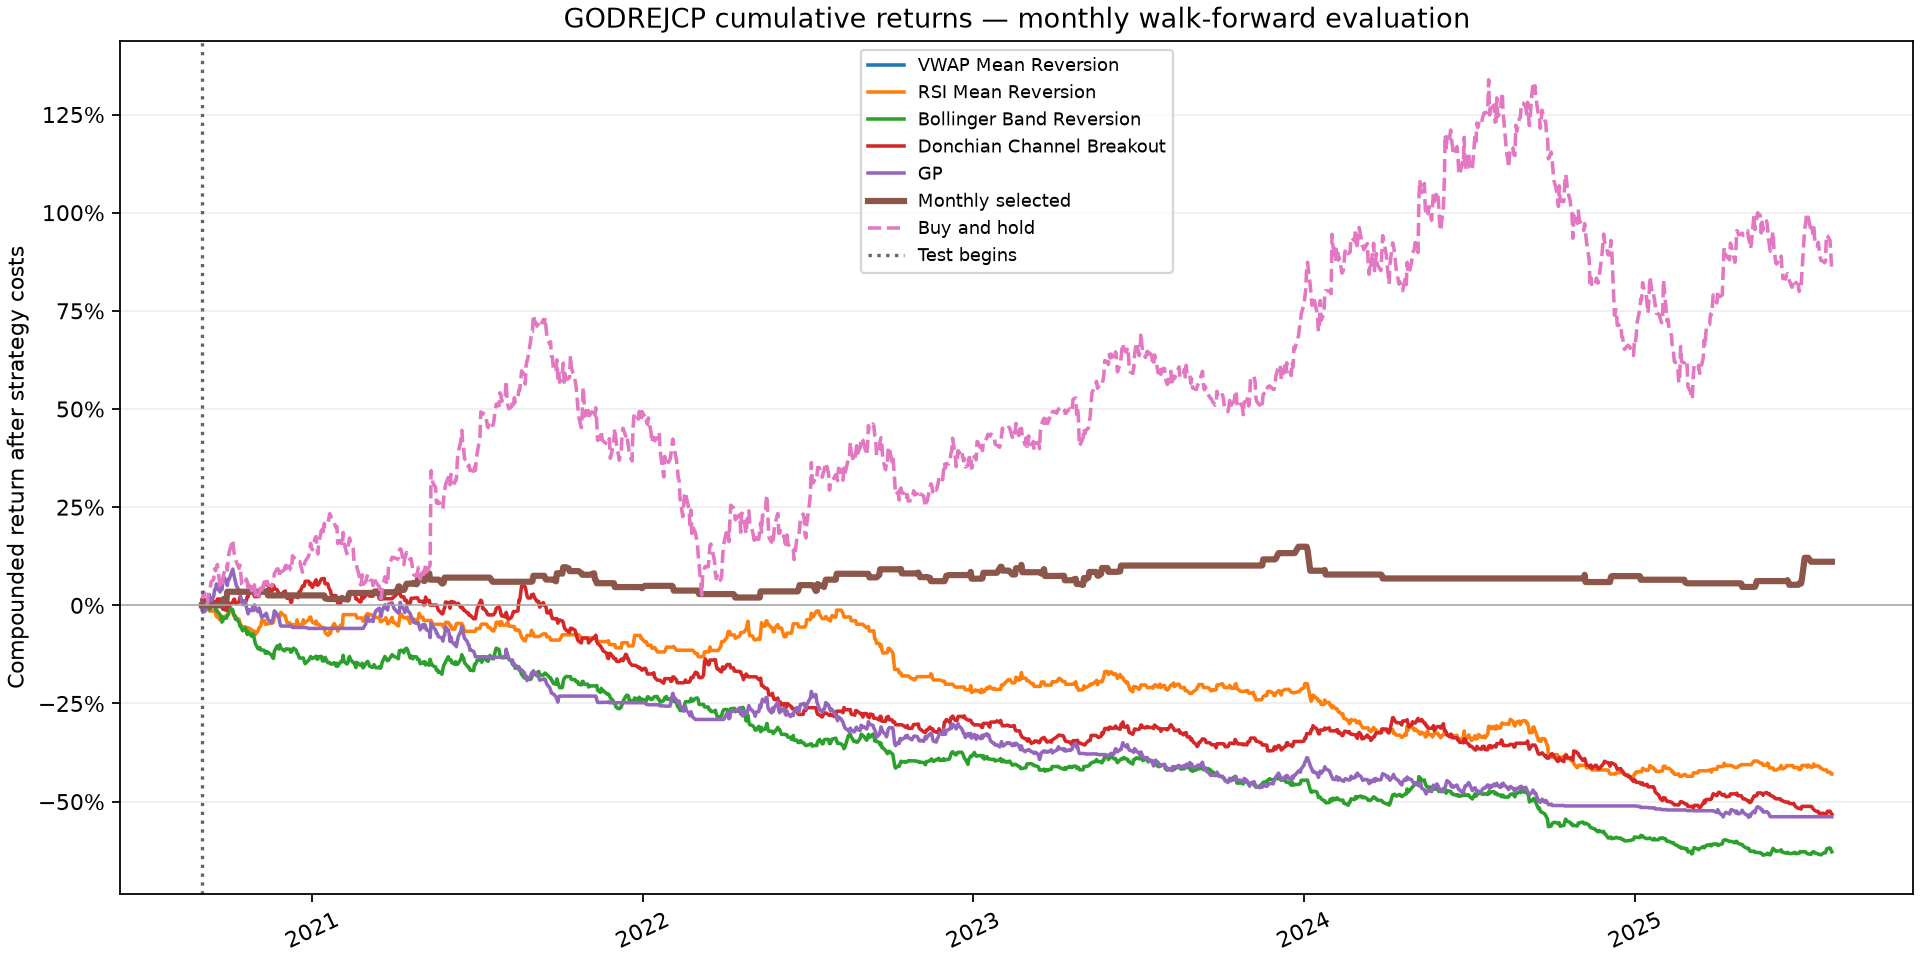 GODREJCP cumulative returns — monthly walk-forward evaluation
VWAP Mean Reversion
RSI Mean Reversion
Bollinger Band Reversion
Donchian Channel Breakout
GP
Monthly selected
Buy and hold
Test begins
Compounded return after strategy costs
125%
100%
75%
50%
25%
0%
−25%
−50%
2021
2022
2023
2024
2025